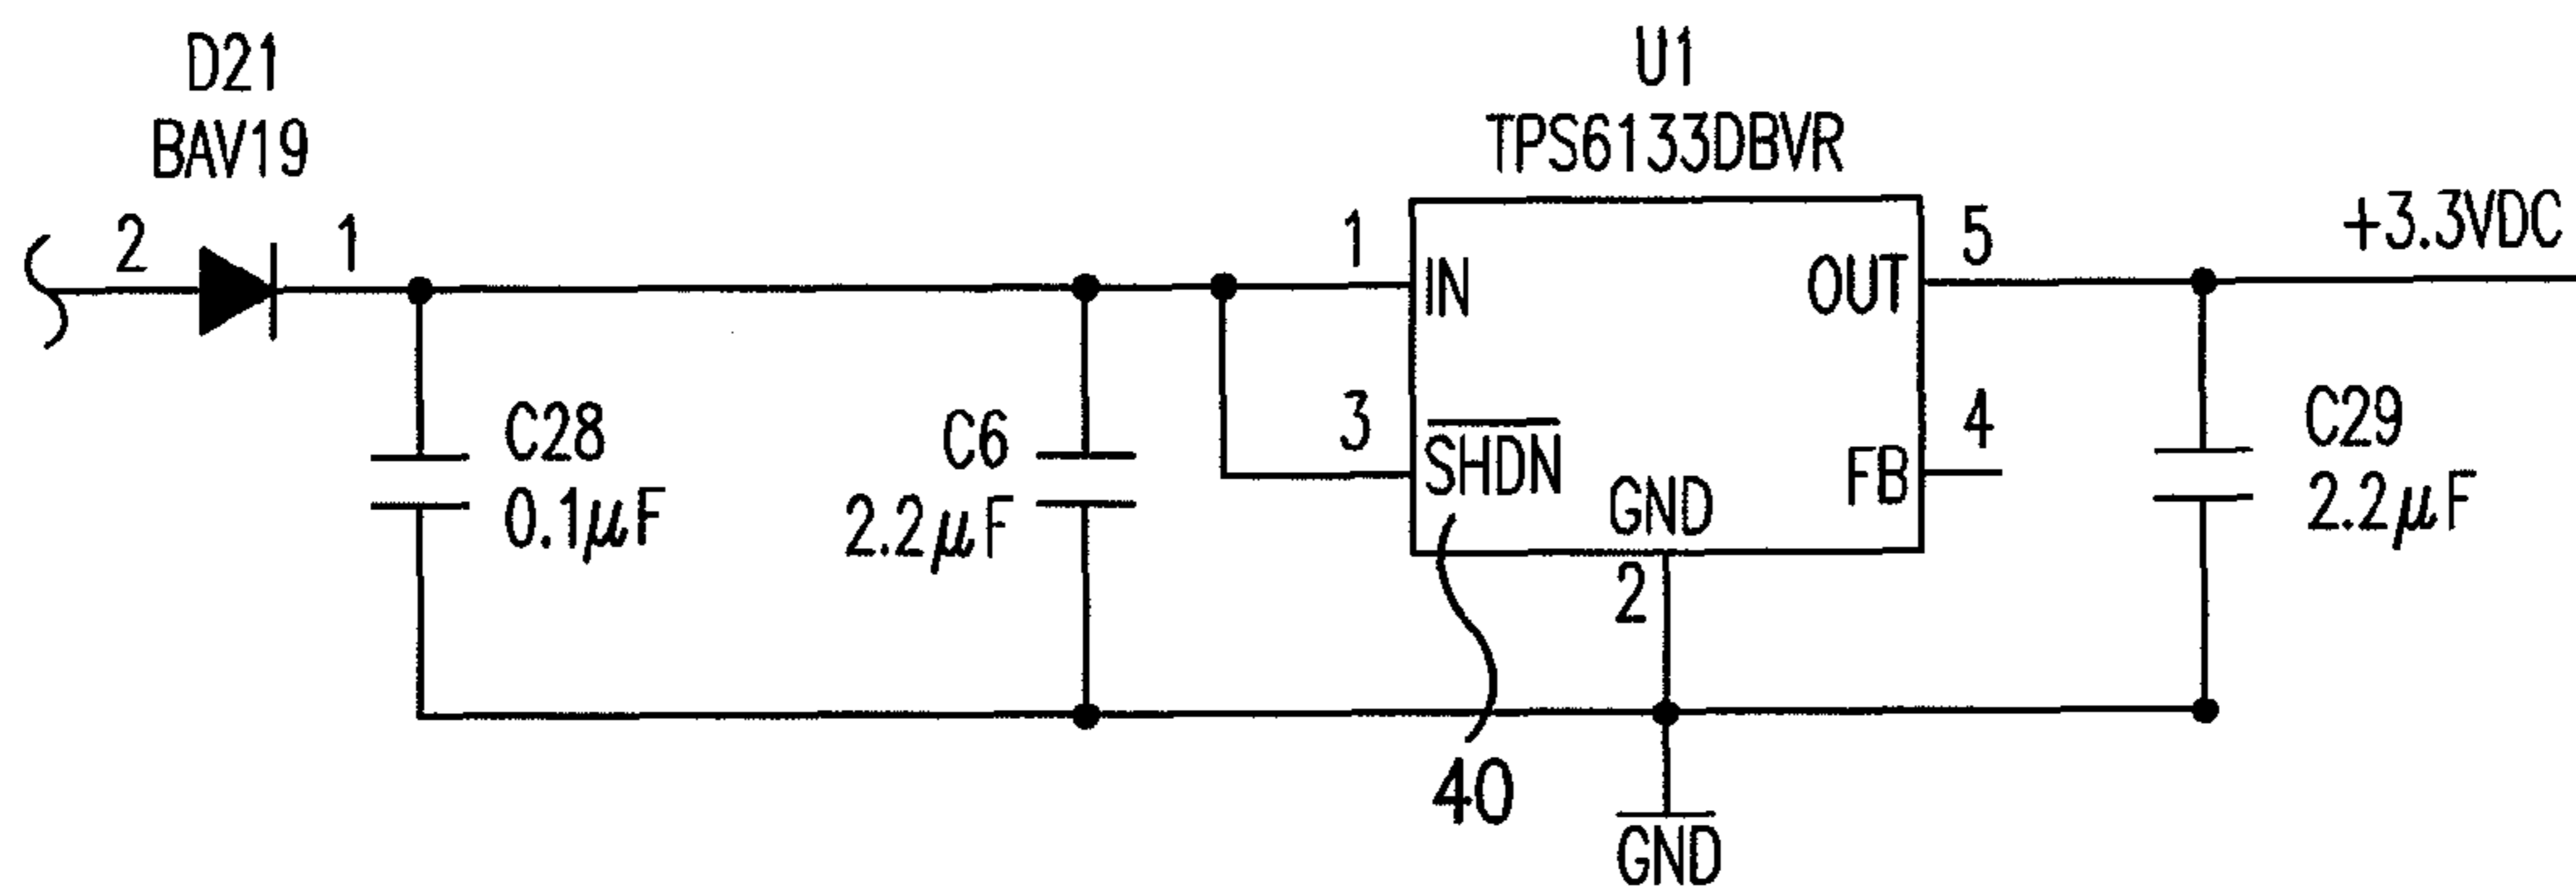 D21
BAV19
2
1
C28
0.1μF
C6
2.2μF
U1
TPS6133DBVR
1
IN
3
SHDN
GND
2
OUT
5
FB
4
+3.3VDC
C29
2.2μF
40
GND